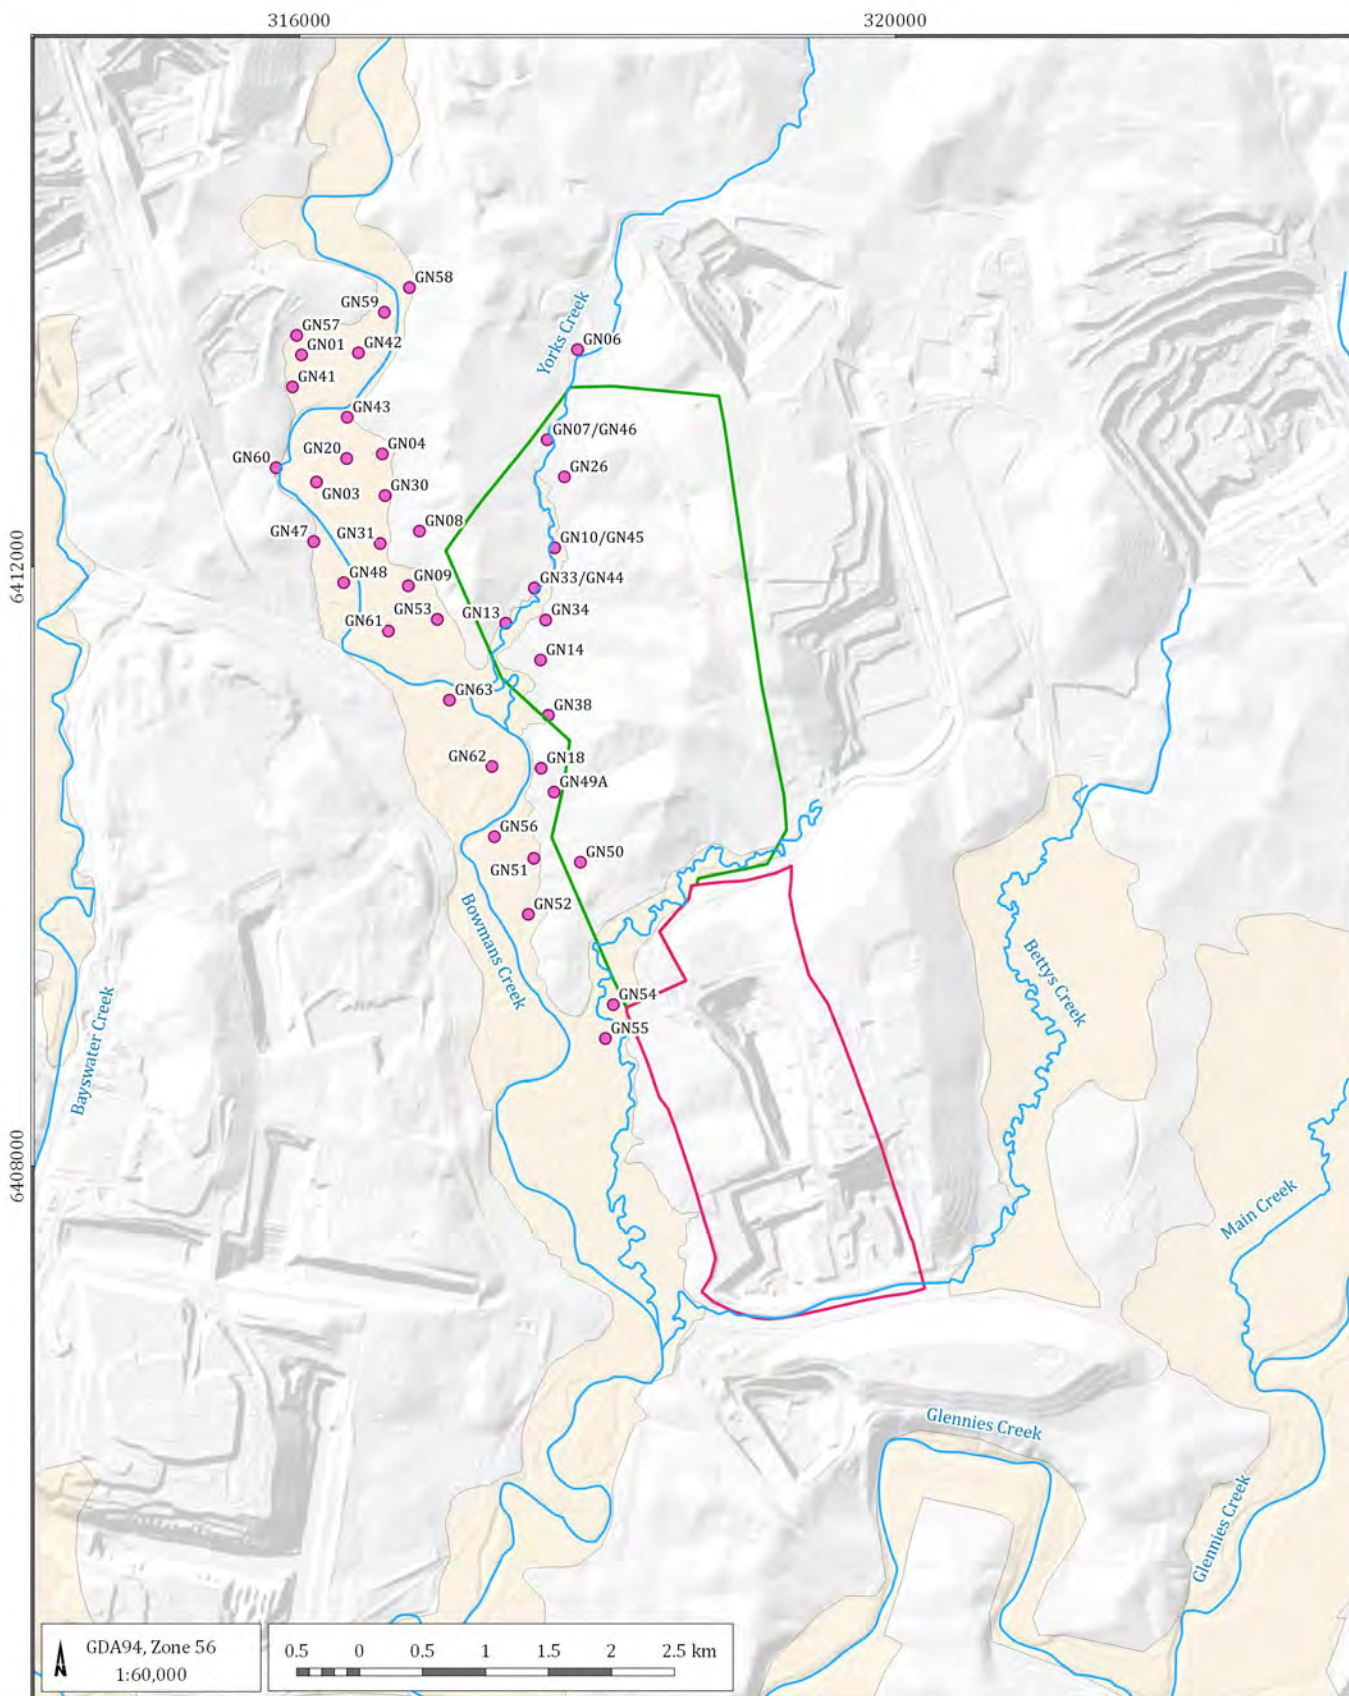 316000
320000
GN58
GN59
GN57
GN01
GN42
Yorks Creek
GN06
GN41
GN43
GN07/GN46
GN20
GN04
GN60
GN26
GN03
GN30
GN08
GN47
GN31
GN10/GN45
6412000
GN48
GN09
GN33/GN44
GN61
GN53
GN13
GN34
GN14
GN63
GN38
GN62
GN18
GN49A
GN56
GN51
GN50
GN52
Bowmans Creek
Bettys Creek
GN54
GN55
Bayswater Creek
6408000
Main Creek
Glennies Creek
Glennies Creek
N
GDA94, Zone 56
1:60,000
0.5 0 0.5 1 1.5 2 2.5 km